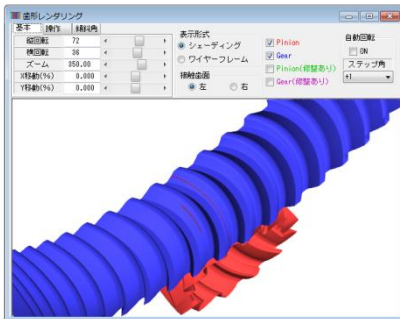 歯形レンダリング
基本 操作 傾斜角
縦回転 72
横回転 36
ズーム 350.00
X移動(%) 0.000
Y移動(%) 0.000
表示形式
シェーディング
ワイヤーフレーム
接触歯面
左 右
Pinion
Gear
Pinion(修整あり)
Gear(修整あり)
自動回転
ON
ステップ角
+1